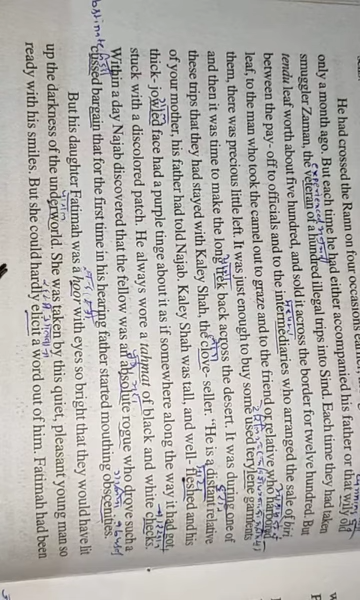 He had crossed the Rann on four occasions
only a month ago. But each time he had either accompanied his father or that wily old
smuggler Zaman, the veteran of a hundred illegal trips into Sind. Each time they had taken
tendu leaf worth about five hundred, and sold it across the border for twelve hundred. But
between the pay- off to officials and to the intermediaries who arranged the sale of biri
leaf, to the man who took the camel out to graze and to the friend or relative who
them, there was precious little left. It was just enough to buy some used terylene garments
and then it was time to make the long trek back across the desert. It was during one of
these trips that they had stayed with Kaley Shah, the clove- seller. "He is a distant relative
of your mother, his father had told Najab. Kaley Shah was tall, and well- fleshed and his
thick- jowled face had a purple tinge about it as if somewhere along the way it had got
stuck with a discolored patch. He always wore a tahmat of black and white checks.
Within a day Najab discovered that the fellow was an absolute rogue who drove such a
cussed bargain that for the first time in his hearing father started mouthing obscenities.
But his daughter Fatimah was a hoor with eyes so bright that they would have lit
up the darkness of the underworld. She was taken by this quiet, pleasant young man so
ready with his smiles. But she could hardly elicit a word out of him. Fatimah had been